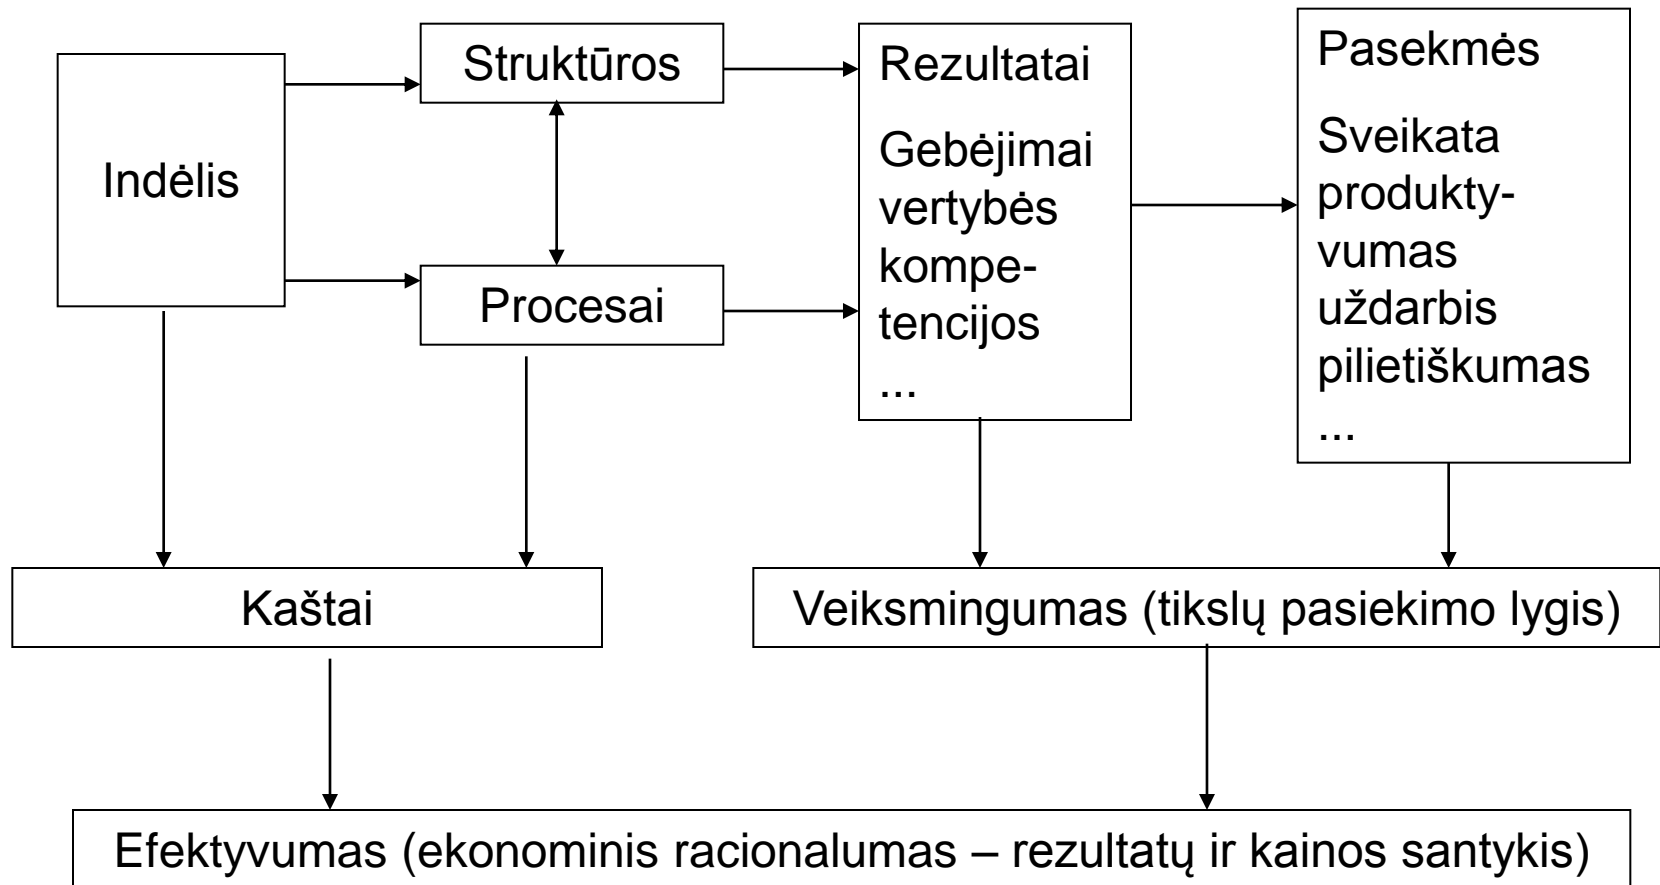 Indėlis
Struktūros
Procesai
Rezultatai
Gebėjimai
vertybės
kompe-
tencijos
...
Pasekmės
Sveikata
produkty-
vumas
uždarbis
pilietiškumas
...
Kaštai
Veiksmingumas (tikslų pasiekimo lygis)
Efektyvumas (ekonominis racionalumas – rezultatų ir kainos santykis)